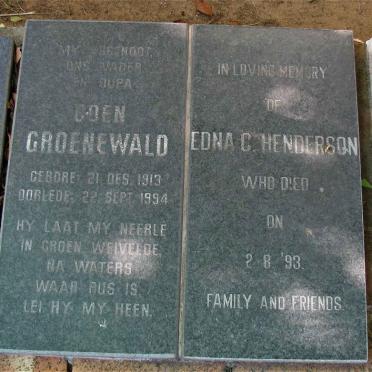 MY EGGENOOT,
ONS VADER
EN OUPA
COEN
GROENEWALD
GEBORE: 21. DES. 1913
OORLEDE: 22. SEPT. 1994
HY LAAT MY NEERLE
IN GROEN WEIVELDE.
NA WATERS
WAAR RUS IS,
LEI HY MY HEEN.
IN LOVING MEMORY
OF
EDNA C. HENDERSON
WHO DIED
ON
2·8·'93.
FAMILY AND FRIENDS.